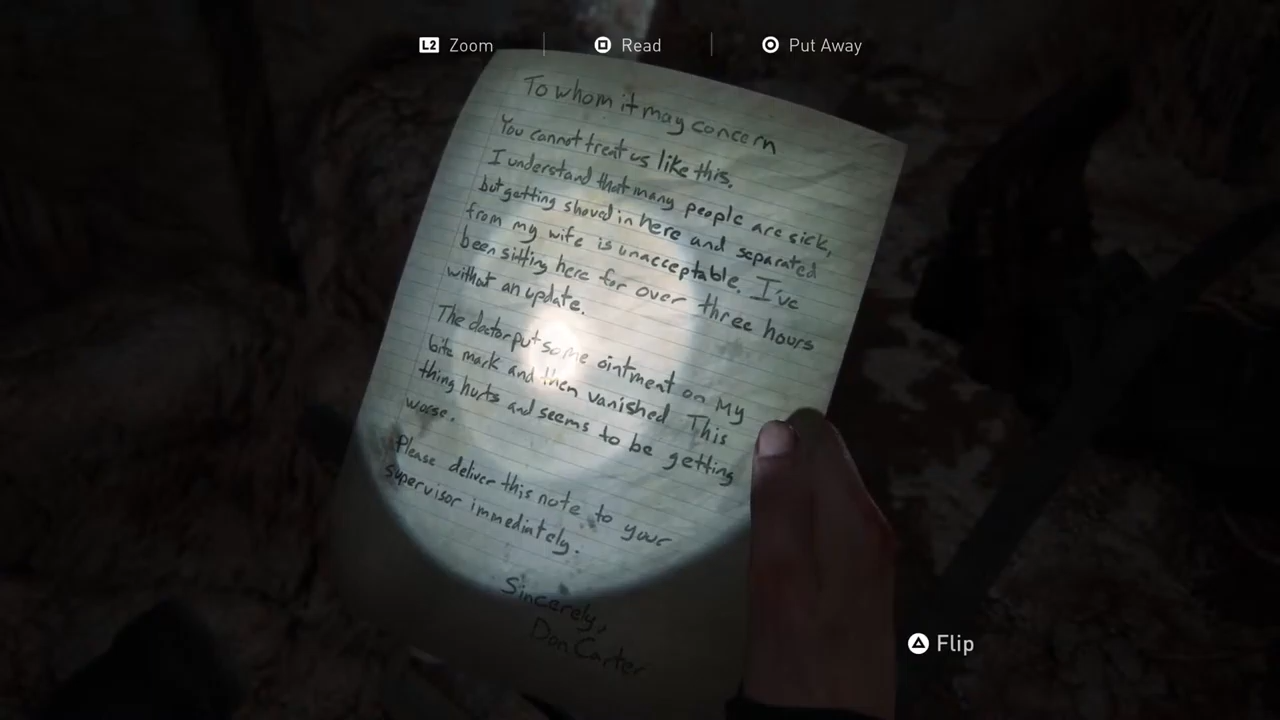 L2 Zoom | Read | Put Away
To whom it may concern
You cannot treat us like this.
I understand that many people are sick,
but getting shoved in here and separated
from my wife is unacceptable. I've
been sitting here for over three hours
without an update.
The doctor put some ointment on my
bite mark and then vanished This
thing hurts and seems to be getting
worse.
Please deliver this note to your
supervisor immediately.
Sincerely,
Don Carter
Flip